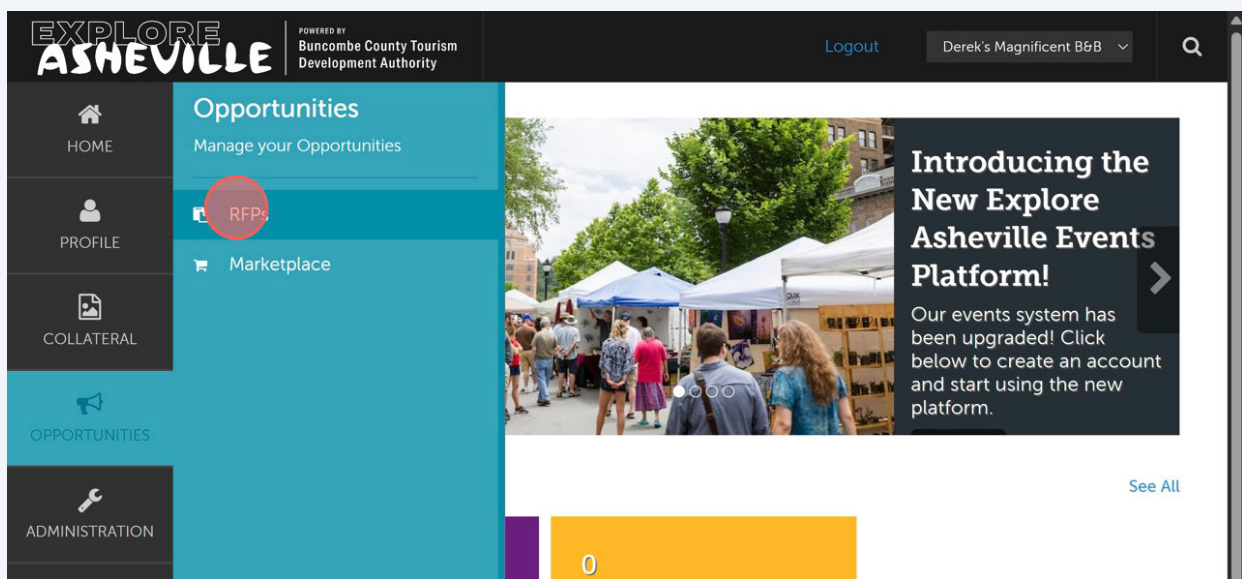 EXPLORE
ASHEVILLE
POWERED BY
Buncombe County Tourism
Development Authority
Logout
Derek's Magnificent B&B
HOME
PROFILE
COLLATERAL
OPPORTUNITIES
ADMINISTRATION
Opportunities
Manage your Opportunities
RFPs
Marketplace
Introducing the
New Explore
Asheville Events
Platform!
Our events system has
been upgraded! Click
below to create an account
and start using the new
platform.
See All
0